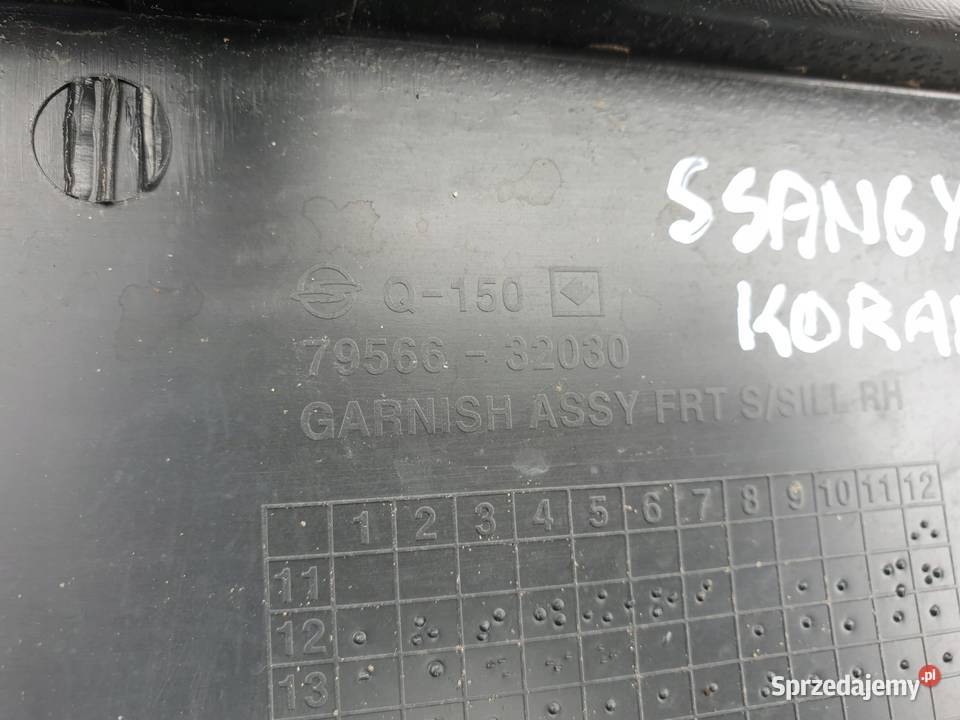 SSANGY
KORA
Q-150
79566-32030
GARNISH ASSY FRT S/SILL RH
1 2 3 4 5 6 7 8 9 10 11 12
11
12
13
Sprzedajemy.pl